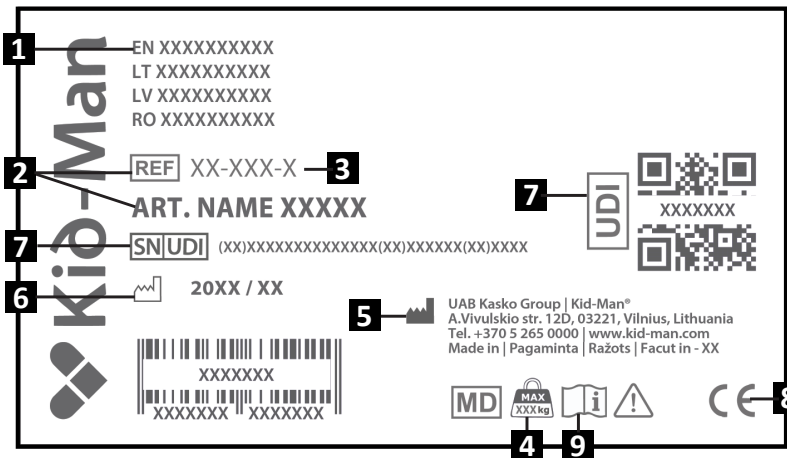 1
EN XXXXXXXXXX
LT XXXXXXXXXX
LV XXXXXXXXXX
RO XXXXXXXXXX
Kid-Man
2
REF XX-XXX-X
3
ART. NAME XXXXX
7
SN UDI (XX)XXXXXXXXXXXXXX(XX)XXXXXX(XX)XXXX
6
20XX / XX
XXXXXXX
XXXXXXX XXXXXXX
7
UDI
XXXXXXX
5
UAB Kasko Group | Kid-Man®
A.Vivulskio str. 12D, 03221, Vilnius, Lithuania
Tel. +370 5 265 0000 | www.kid-man.com
Made in | Pagaminta | Ražots | Facut in - XX
MD
MAX
XXX kg
i
CE
8
4
9